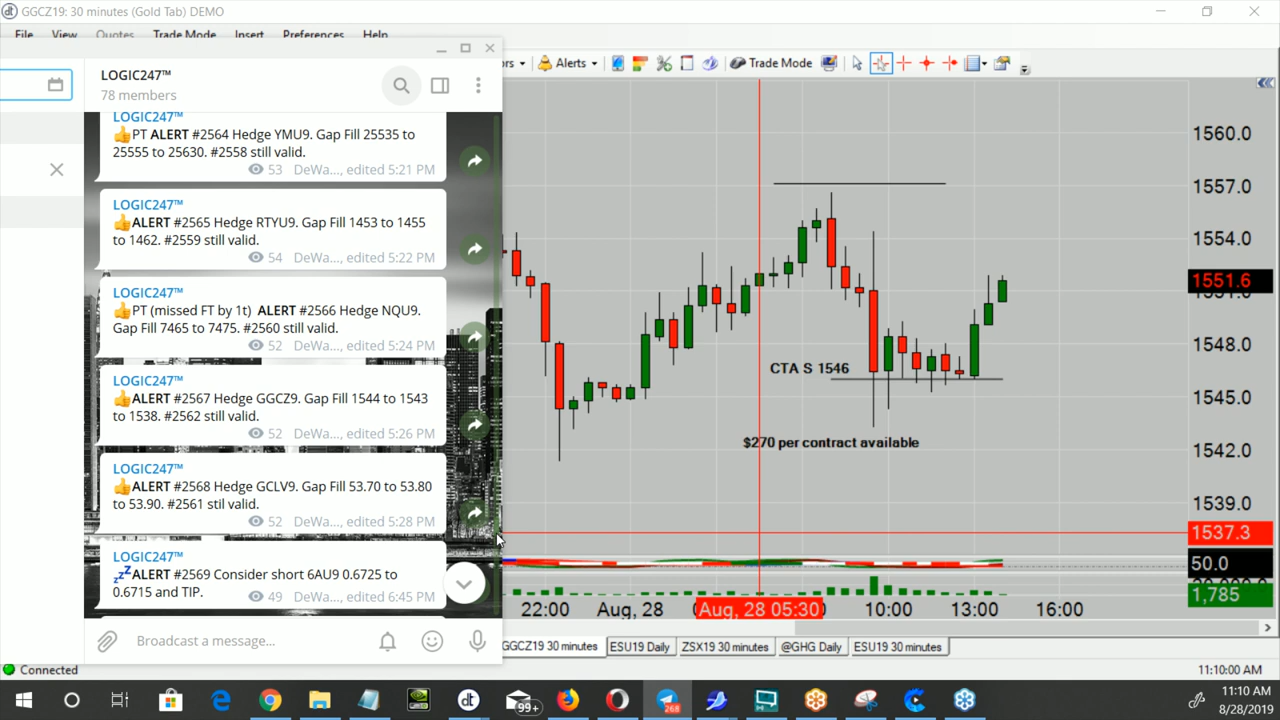 GGCZ19: 30 minutes (Gold Tab) DEMO
File View Quotes Trade Mode Insert Preferences Help
Alerts
Trade Mode
LOGIC247™
78 members
LOGIC247™
👍PT ALERT #2564 Hedge YMU9. Gap Fill 25535 to
25555 to 25630. #2558 still valid.
53 DeWa..., edited 5:21 PM
LOGIC247™
👍ALERT #2565 Hedge RTYU9. Gap Fill 1453 to 1455
to 1462. #2559 still valid.
54 DeWa..., edited 5:22 PM
LOGIC247™
👍PT (missed FT by 1t) ALERT #2566 Hedge NQU9.
Gap Fill 7465 to 7475. #2560 still valid.
52 DeWa..., edited 5:24 PM
LOGIC247™
👍ALERT #2567 Hedge GGCZ9. Gap Fill 1544 to 1543
to 1538. #2562 still valid.
52 DeWa..., edited 5:26 PM
LOGIC247™
👍ALERT #2568 Hedge GCLV9. Gap Fill 53.70 to 53.80
to 53.90. #2561 stil valid.
52 DeWa..., edited 5:28 PM
LOGIC247™
💤ALERT #2569 Consider short 6AU9 0.6725 to
0.6715 and TIP.
49 DeWa..., edited 6:45 PM
Broadcast a message...
CTA S 1546
$270 per contract available
1560.0
1557.0
1554.0
1551.6
1548.0
1545.0
1542.0
1539.0
1537.3
50.0
1,785
22:00 Aug, 28 Aug, 28 05:30 10:00 13:00 16:00
GGCZ19 30 minutes ESU19 Daily ZSX19 30 minutes @GHG Daily ESU19 30 minutes
Connected
11:10:00 AM
99+
268
11:10 AM
8/28/2019